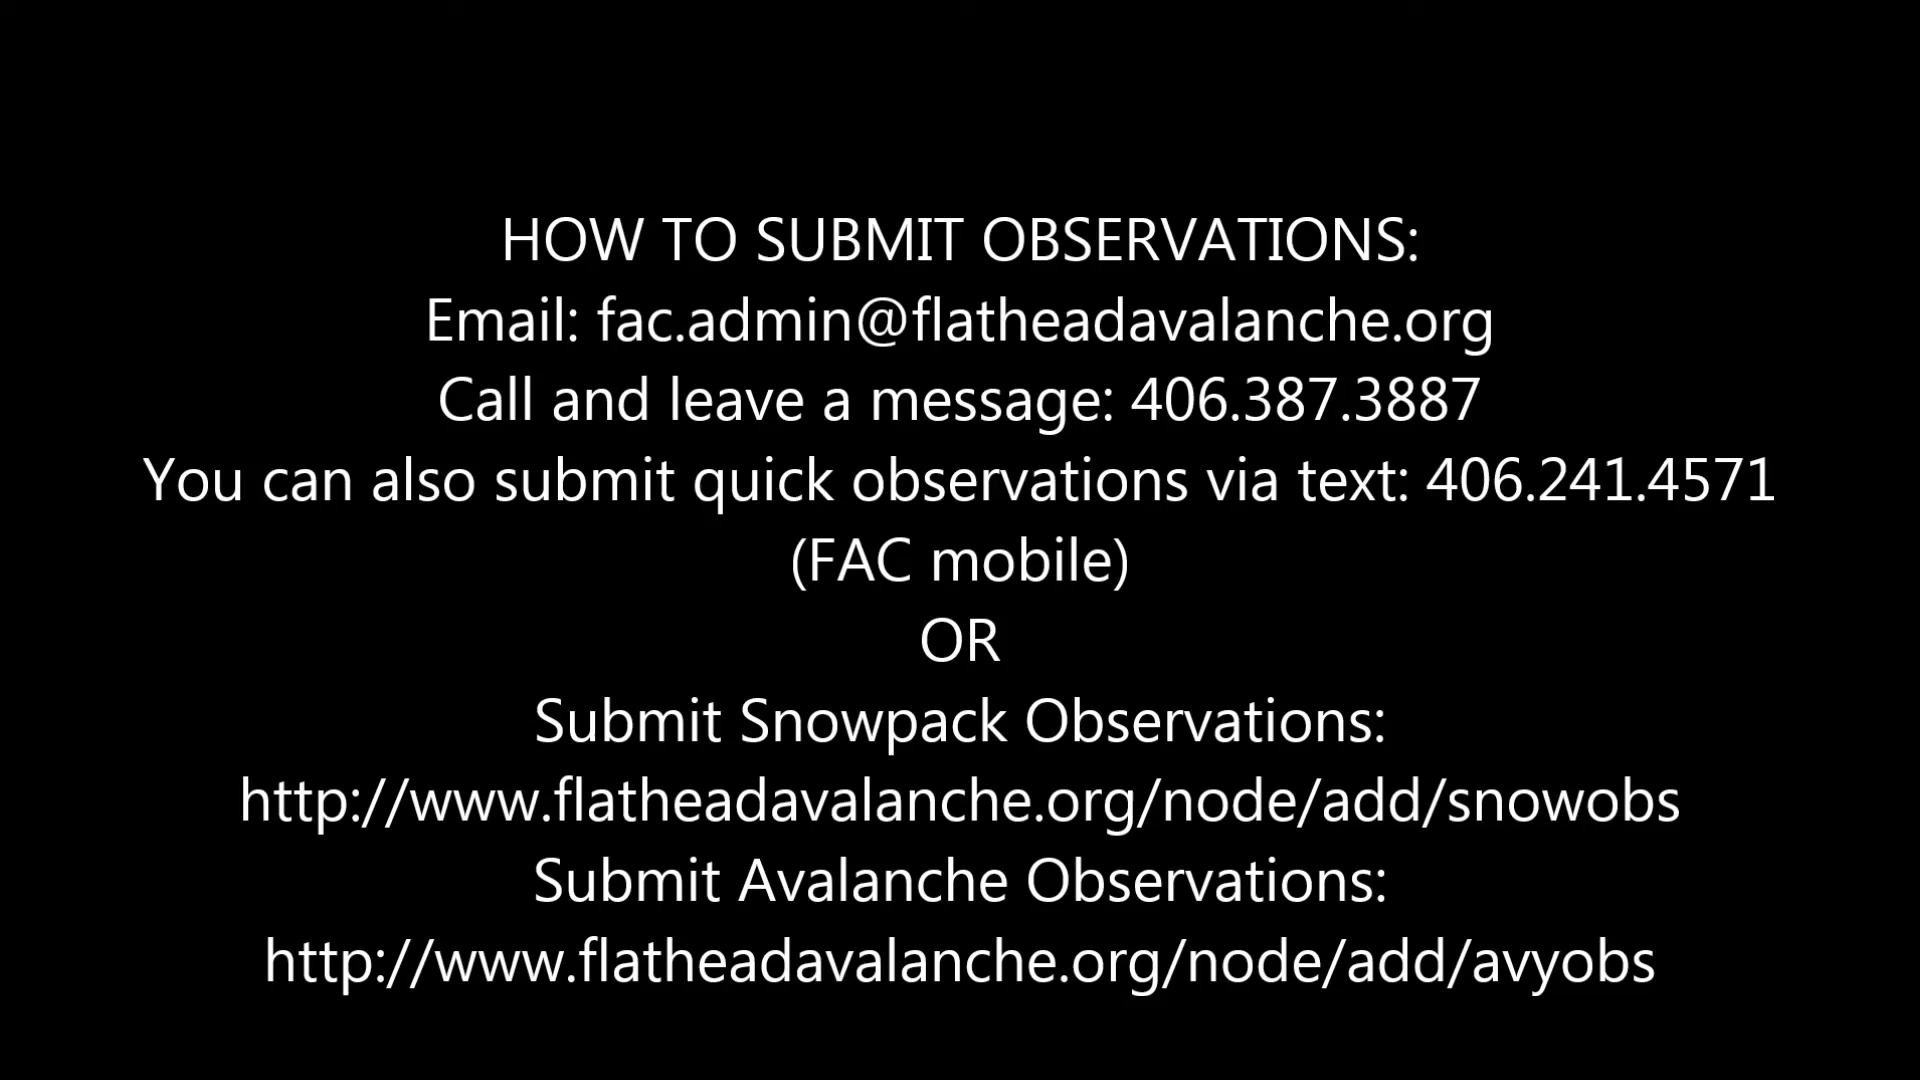 HOW TO SUBMIT OBSERVATIONS:
Email: fac.admin@flatheadavalanche.org
Call and leave a message: 406.387.3887
You can also submit quick observations via text: 406.241.4571
(FAC mobile)
OR
Submit Snowpack Observations:
http://www.flatheadavalanche.org/node/add/snowobs
Submit Avalanche Observations:
http://www.flatheadavalanche.org/node/add/avyobs